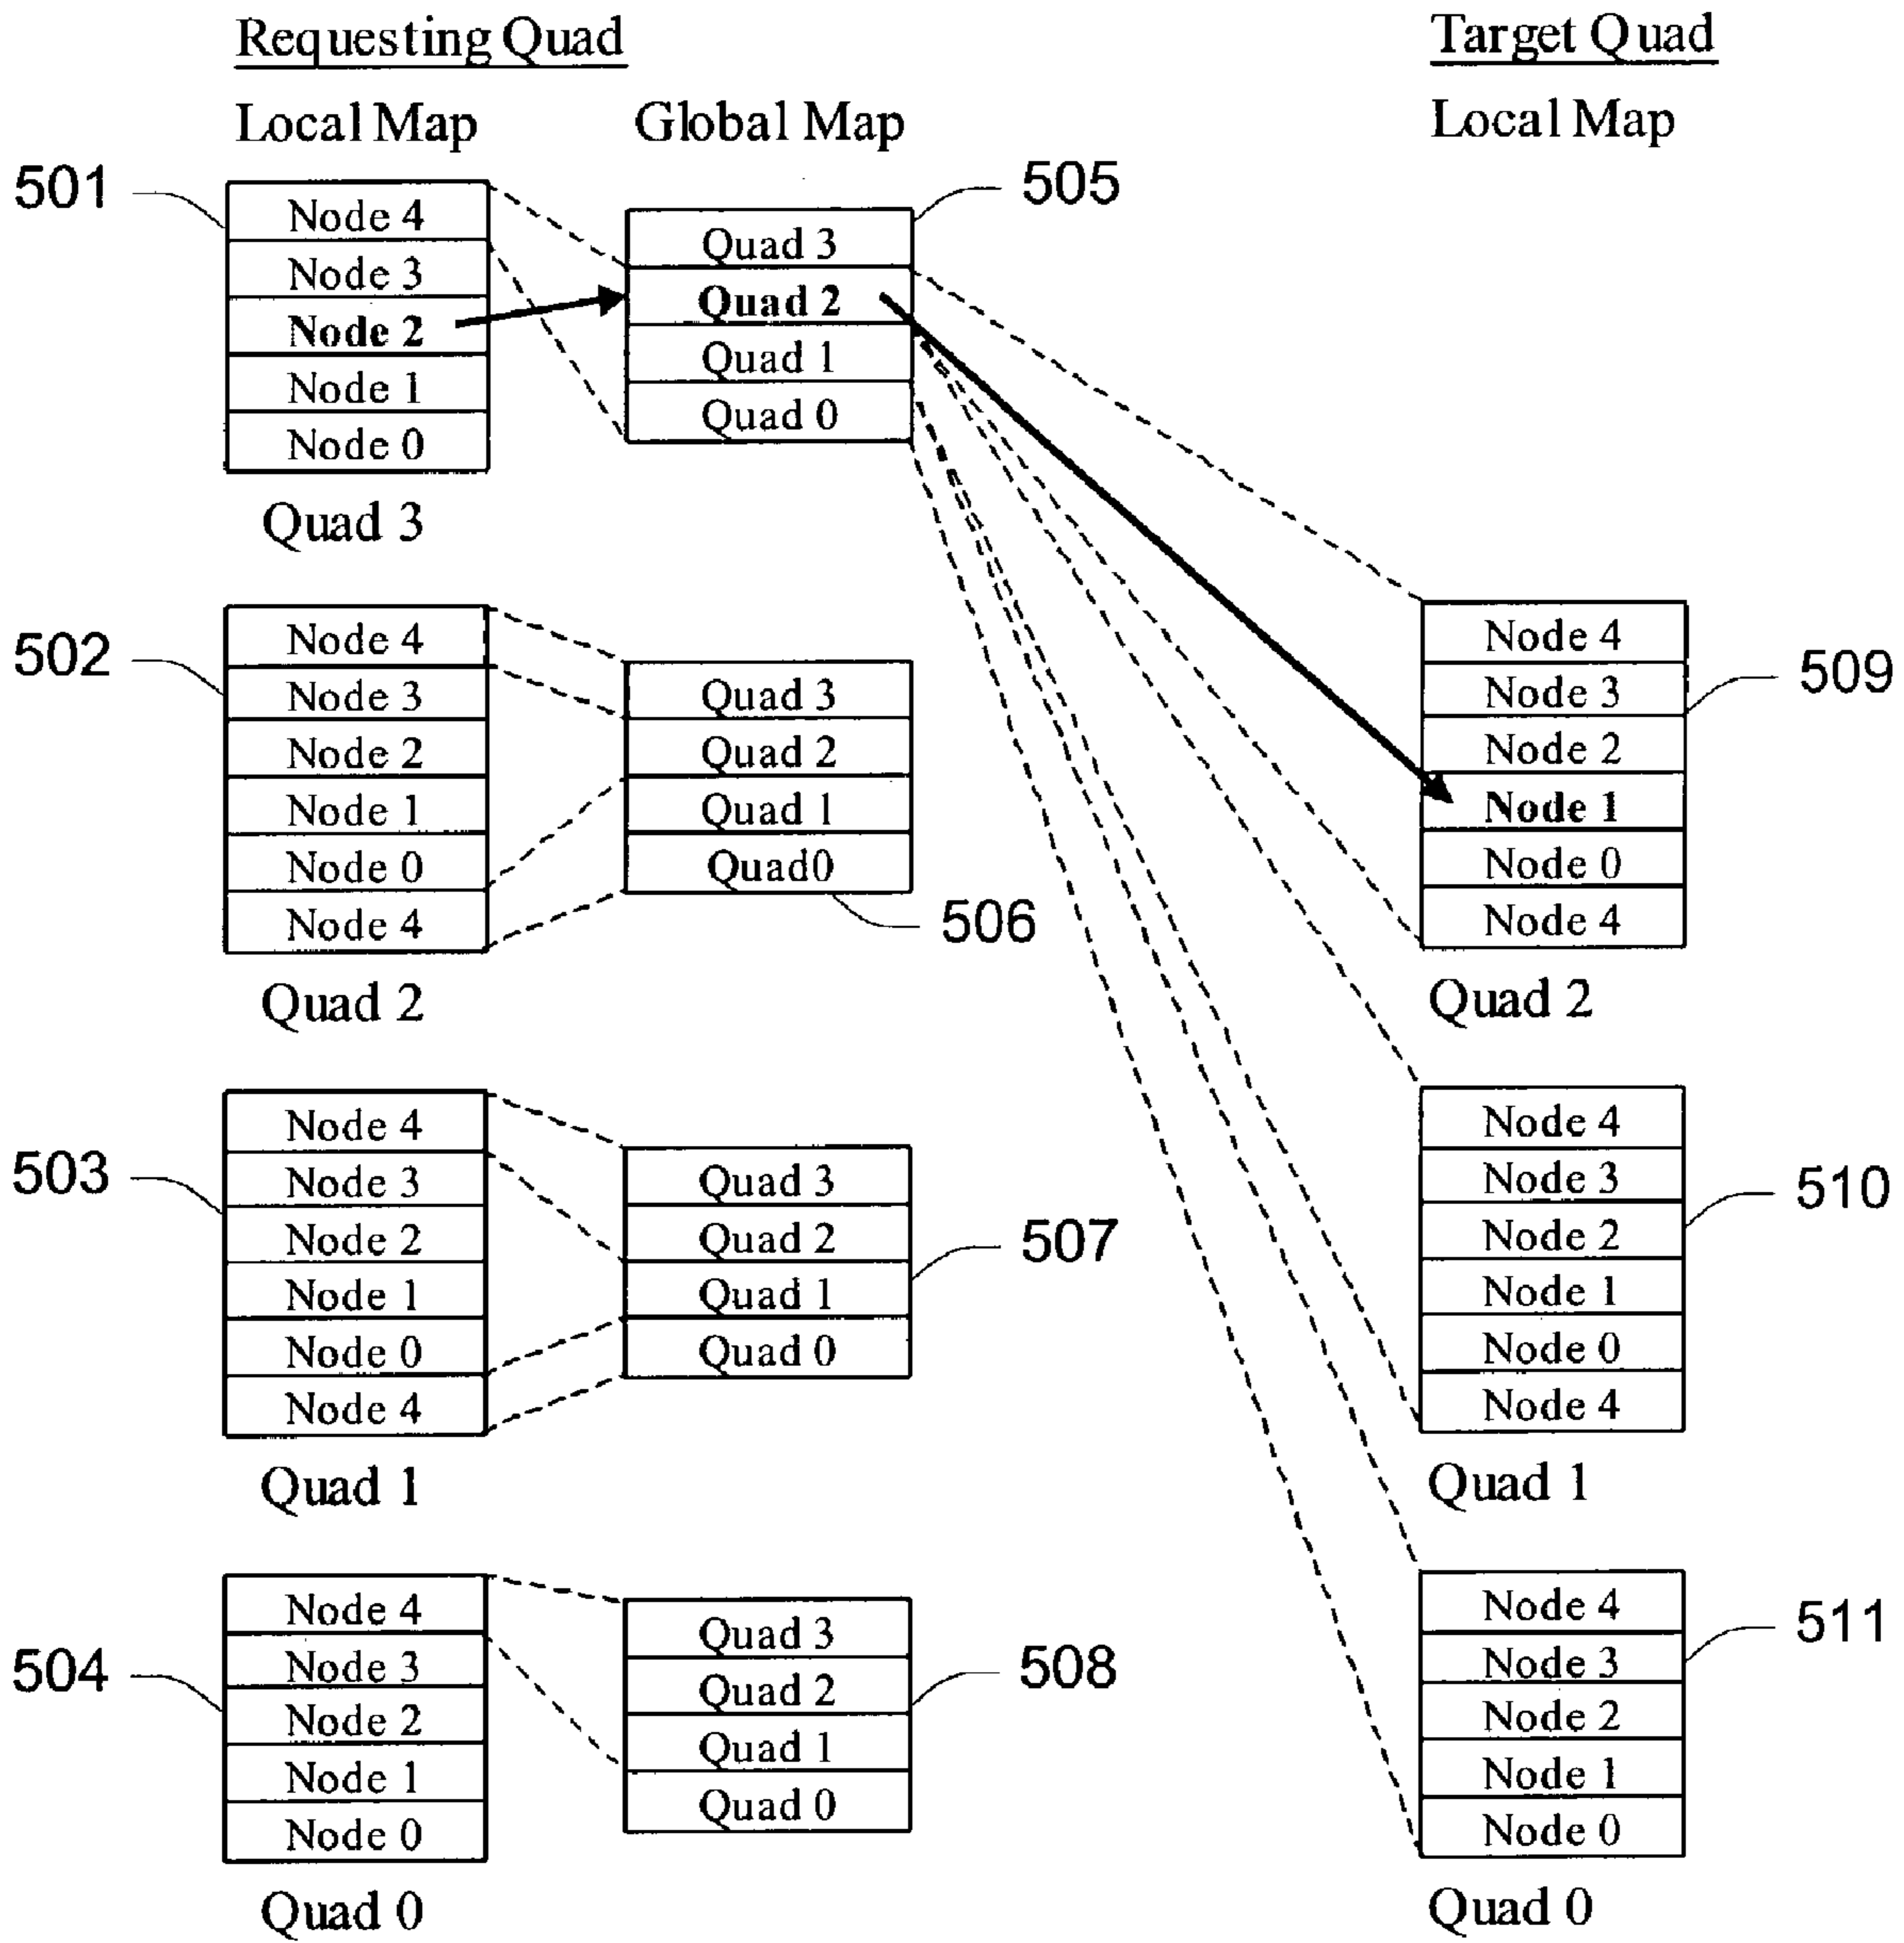 Requesting Quad
Target Quad
Local Map
Global Map
Local Map
501
Node 4
Node 3
Node 2
Node 1
Node 0
Quad 3
505
Quad 3
Quad 2
Quad 1
Quad 0
502
Node 4
Node 3
Node 2
Node 1
Node 0
Node 4
Quad 2
Quad 3
Quad 2
Quad 1
Quad0
506
Node 4
Node 3
Node 2
Node 1
Node 0
Node 4
Quad 2
509
503
Node 4
Node 3
Node 2
Node 1
Node 0
Node 4
Quad 1
Quad 3
Quad 2
Quad 1
Quad 0
507
Node 4
Node 3
Node 2
Node 1
Node 0
Node 4
Quad 1
510
504
Node 4
Node 3
Node 2
Node 1
Node 0
Quad 0
Quad 3
Quad 2
Quad 1
Quad 0
508
Node 4
Node 3
Node 2
Node 1
Node 0
Quad 0
511